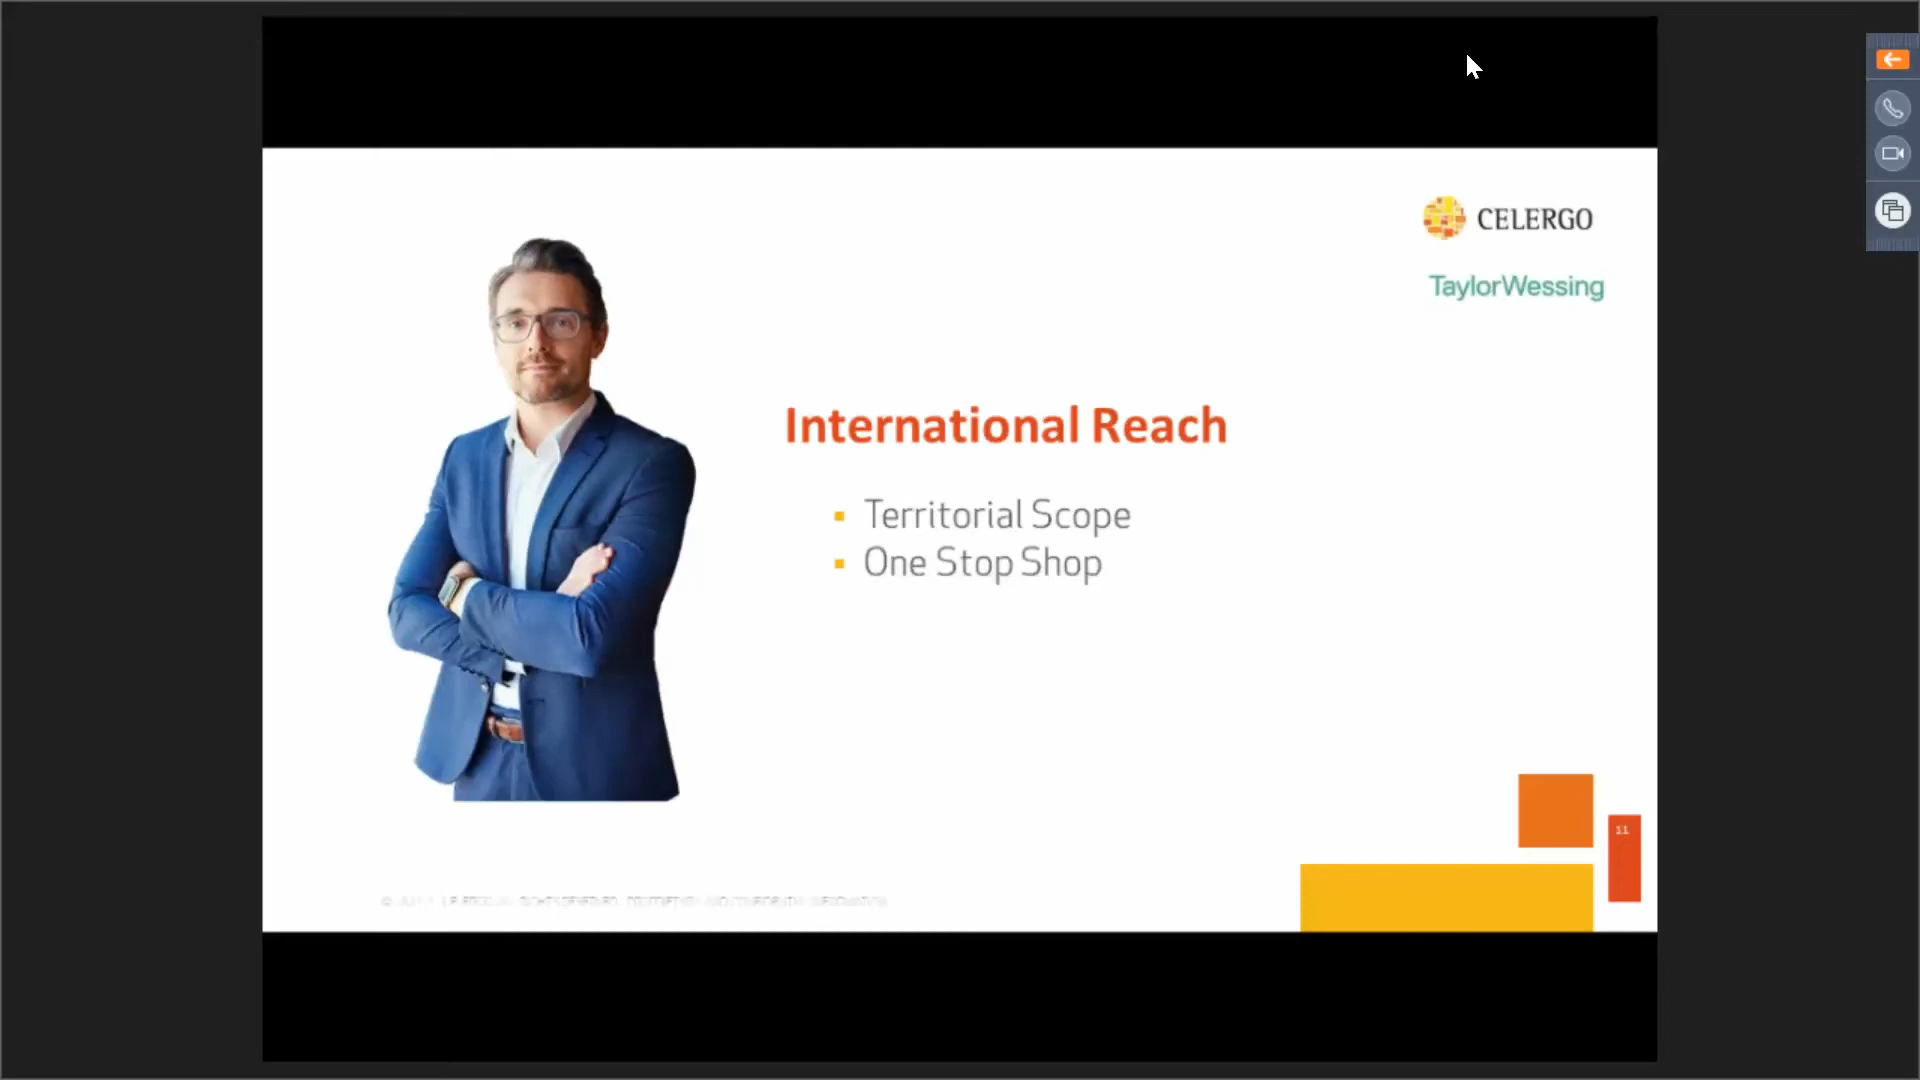 CELERGO
TaylorWessing
International Reach
Territorial Scope
One Stop Shop
11